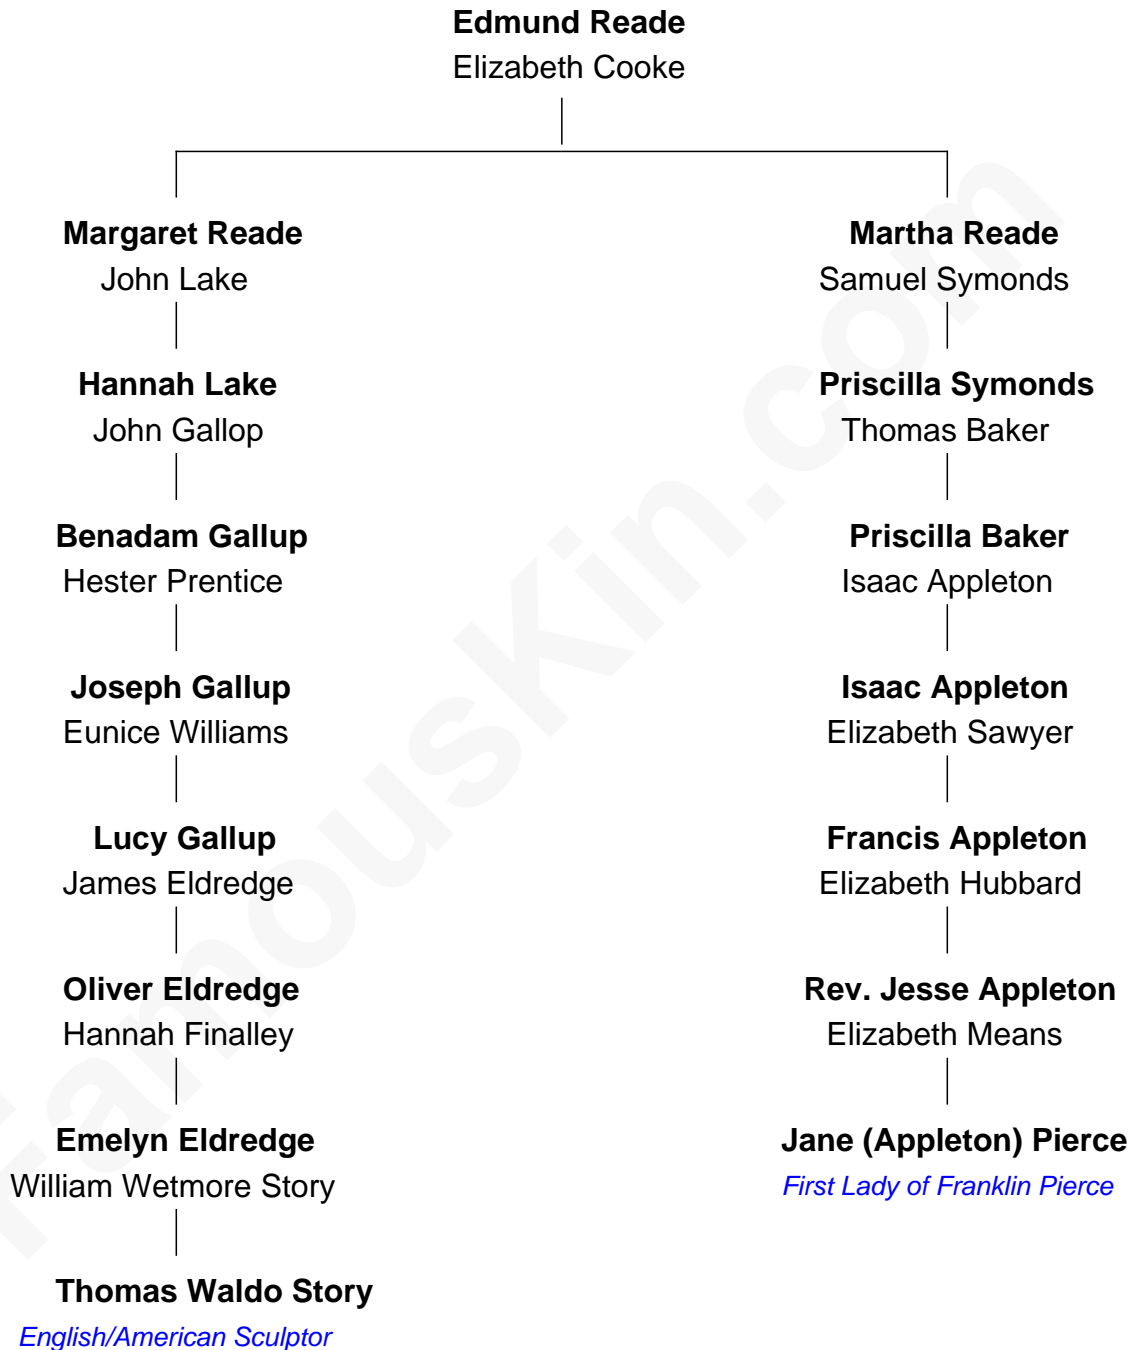 Edmund Reade
Elizabeth Cooke
Margaret Reade
John Lake
Hannah Lake
John Gallop
Benadam Gallup
Hester Prentice
Joseph Gallup
Eunice Williams
Lucy Gallup
James Eldredge
Oliver Eldredge
Hannah Finalley
Emelyn Eldredge
William Wetmore Story
Thomas Waldo Story
English/American Sculptor
Martha Reade
Samuel Symonds
Priscilla Symonds
Thomas Baker
Priscilla Baker
Isaac Appleton
Isaac Appleton
Elizabeth Sawyer
Francis Appleton
Elizabeth Hubbard
Rev. Jesse Appleton
Elizabeth Means
Jane (Appleton) Pierce
First Lady of Franklin Pierce
FamousKin.com